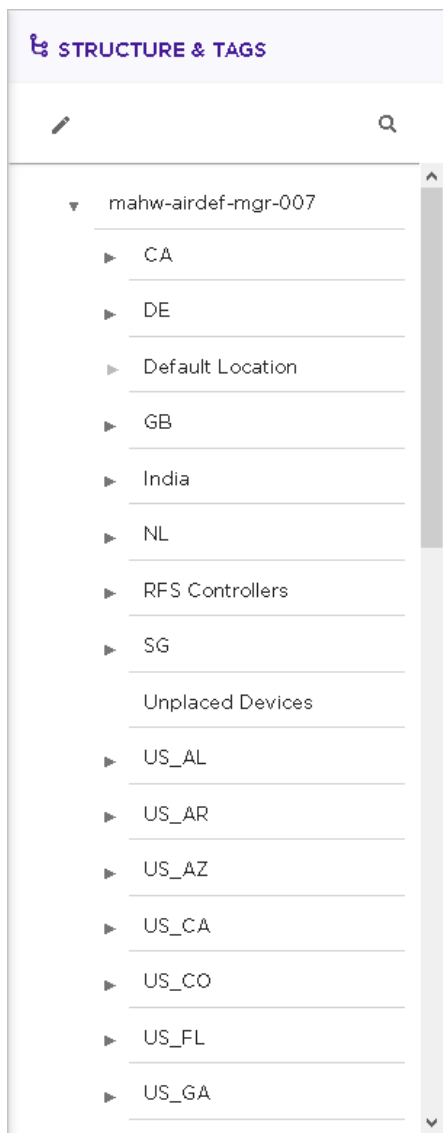 STRUCTURE & TAGS
mahw-airdef-mgr-007
CA
DE
Default Location
GB
India
NL
RFS Controllers
SG
Unplaced Devices
US_AL
US_AR
US_AZ
US_CA
US_CO
US_FL
US_GA